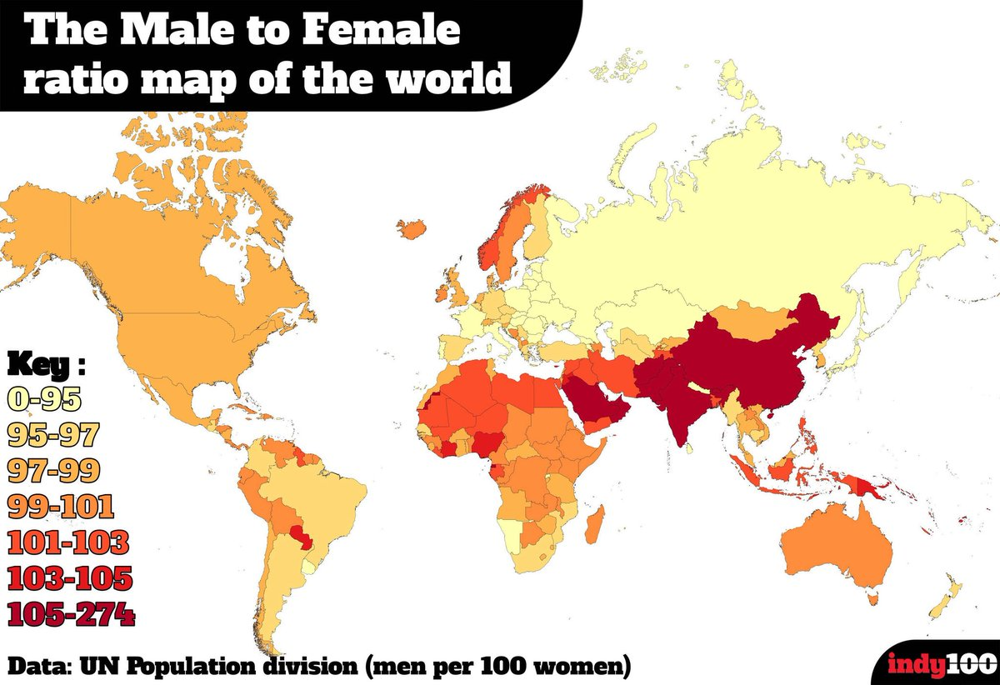 The Male to Female
ratio map of the world
Key :
0-95
95-97
97-99
99-101
101-103
103-105
105-274
Data: UN Population division (men per 100 women)
indy100